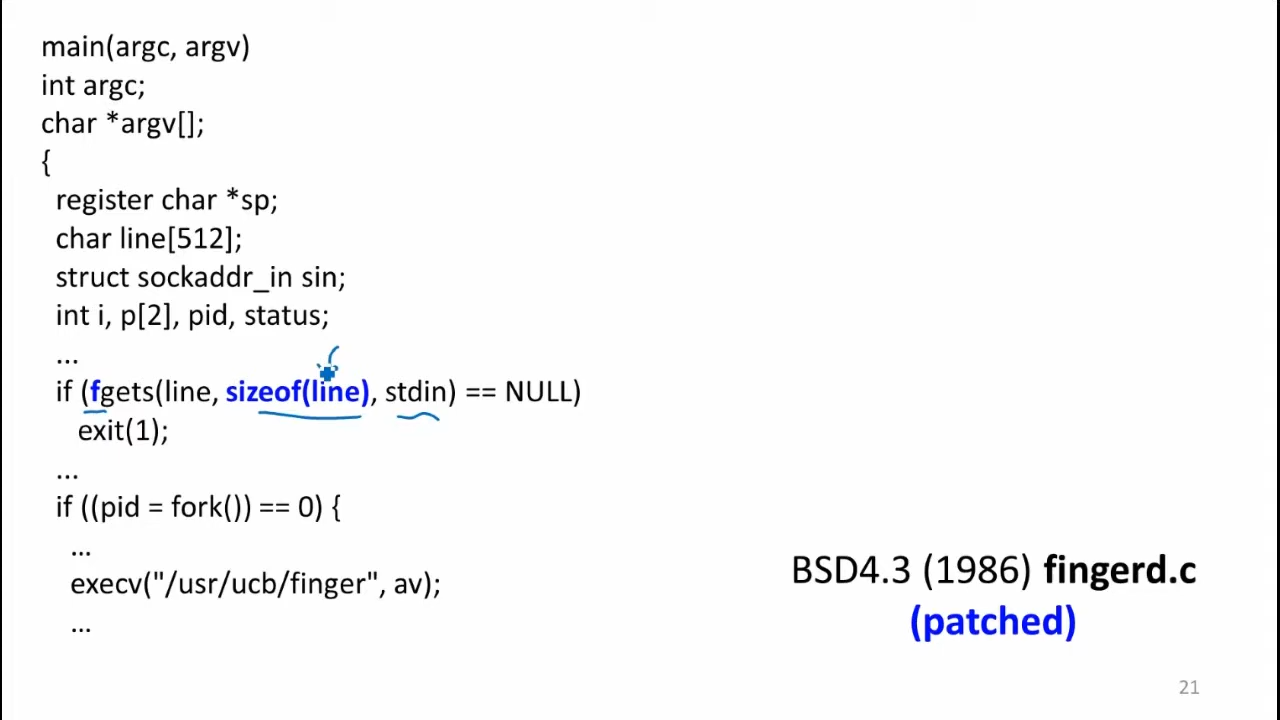 main(argc, argv)
int argc;
char *argv[];
{
register char *sp;
char line[512];
struct sockaddr_in sin;
int i, p[2], pid, status;
...
if (fgets(line, sizeof(line), stdin) == NULL)
exit(1);
...
if ((pid = fork()) == 0) {
...
execv("/usr/ucb/finger", av);
...
BSD4.3 (1986) fingerd.c
(patched)
21